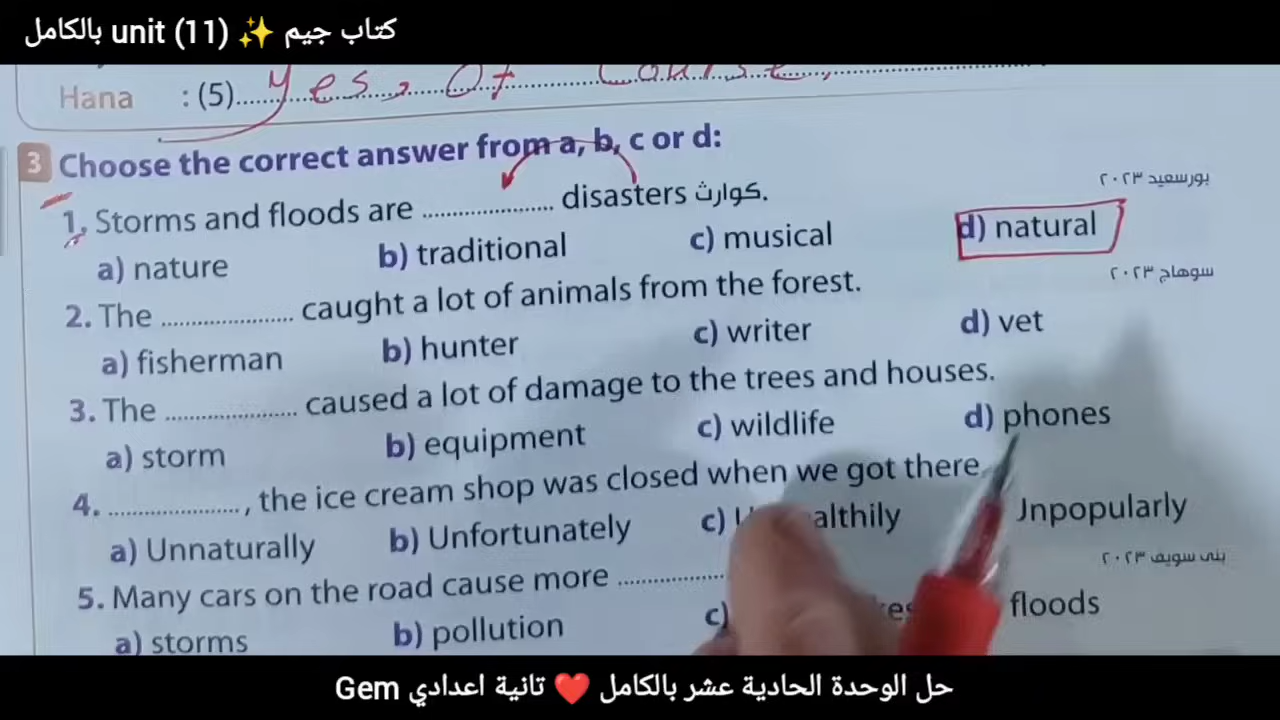 كتاب جيم ✨ unit (11) بالكامل
Hana : (5)........ Yes, Of Course,
3 Choose the correct answer from a, b, c or d:
بورسعيد ٢٠٢٣
1. Storms and floods are .................... disasters كوارث.
a) nature b) traditional c) musical d) natural
سوهاج ٢٠٢٣
2. The .................... caught a lot of animals from the forest.
a) fisherman b) hunter c) writer d) vet
3. The .................... caused a lot of damage to the trees and houses.
a) storm b) equipment c) wildlife d) phones
4. ...................., the ice cream shop was closed when we got there
a) Unnaturally b) Unfortunately c) althily Jnpopularly
بنى سويف ٢٠٢٣
5. Many cars on the road cause more ................
a) storms b) pollution c) kes floods
حل الوحدة الحادية عشر بالكامل ❤️ تانية اعدادي Gem